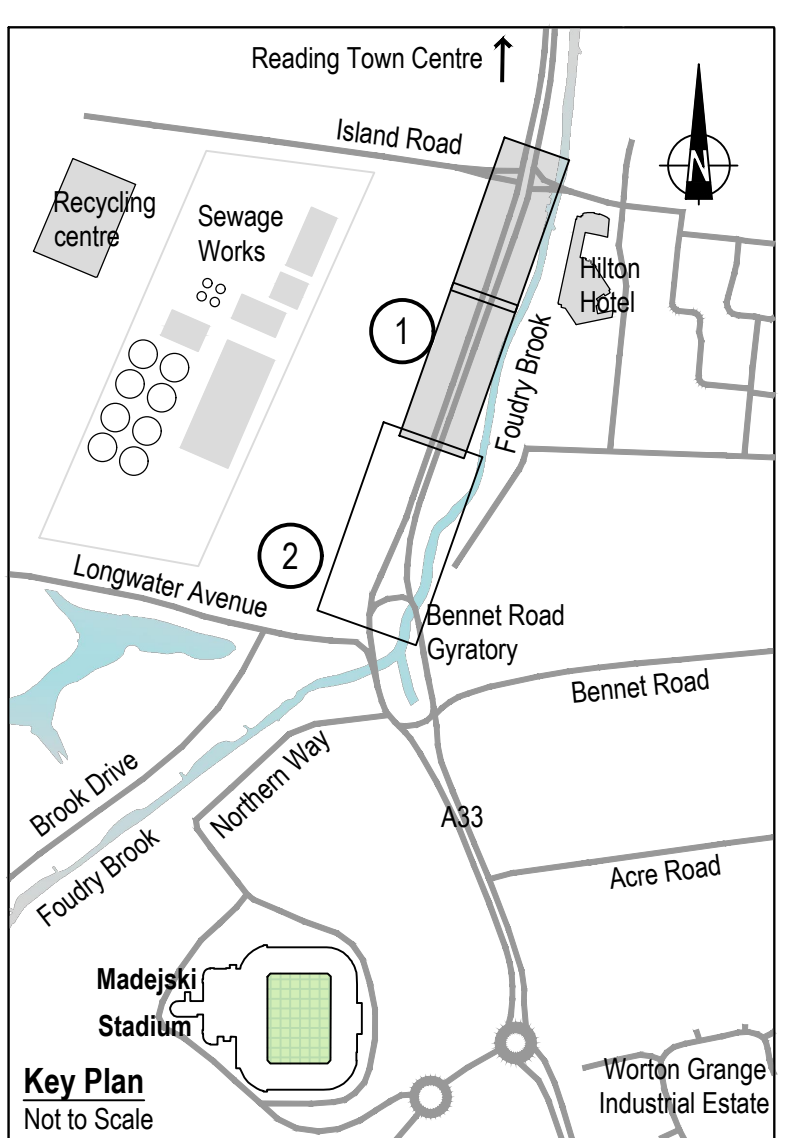 Reading Town Centre
Island Road
N
Recycling
centre
Sewage
Works
Hilton
Hotel
1
Foudry Brook
2
Longwater Avenue
Bennet Road
Gyratory
Bennet Road
Brook Drive
Northern Way
A33
Foudry Brook
Acre Road
Madejski
Stadium
Worton Grange
Industrial Estate
Key Plan
Not to Scale